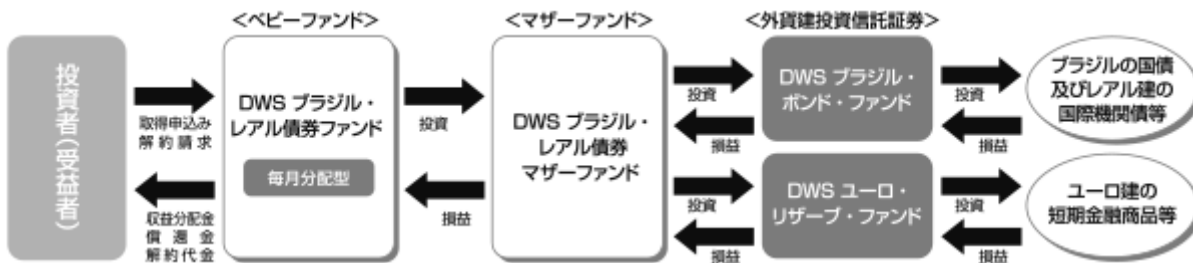 <ベビーファンド>
<マザーファンド>
<外貨建投資信託証券>
投資者(受益者)
取得申込み
解約請求
収益分配金
償還金
解約代金
DWS ブラジル・
レアル債券ファンド
毎月分配型
投資
損益
DWS ブラジル・
レアル債券
マザーファンド
投資
損益
投資
損益
DWS ブラジル・
ボンド・ファンド
DWS ユーロ・
リザーブ・ファンド
投資
損益
投資
損益
ブラジルの国債
及びレアル建の
国際機関債等
ユーロ建の
短期金融商品等